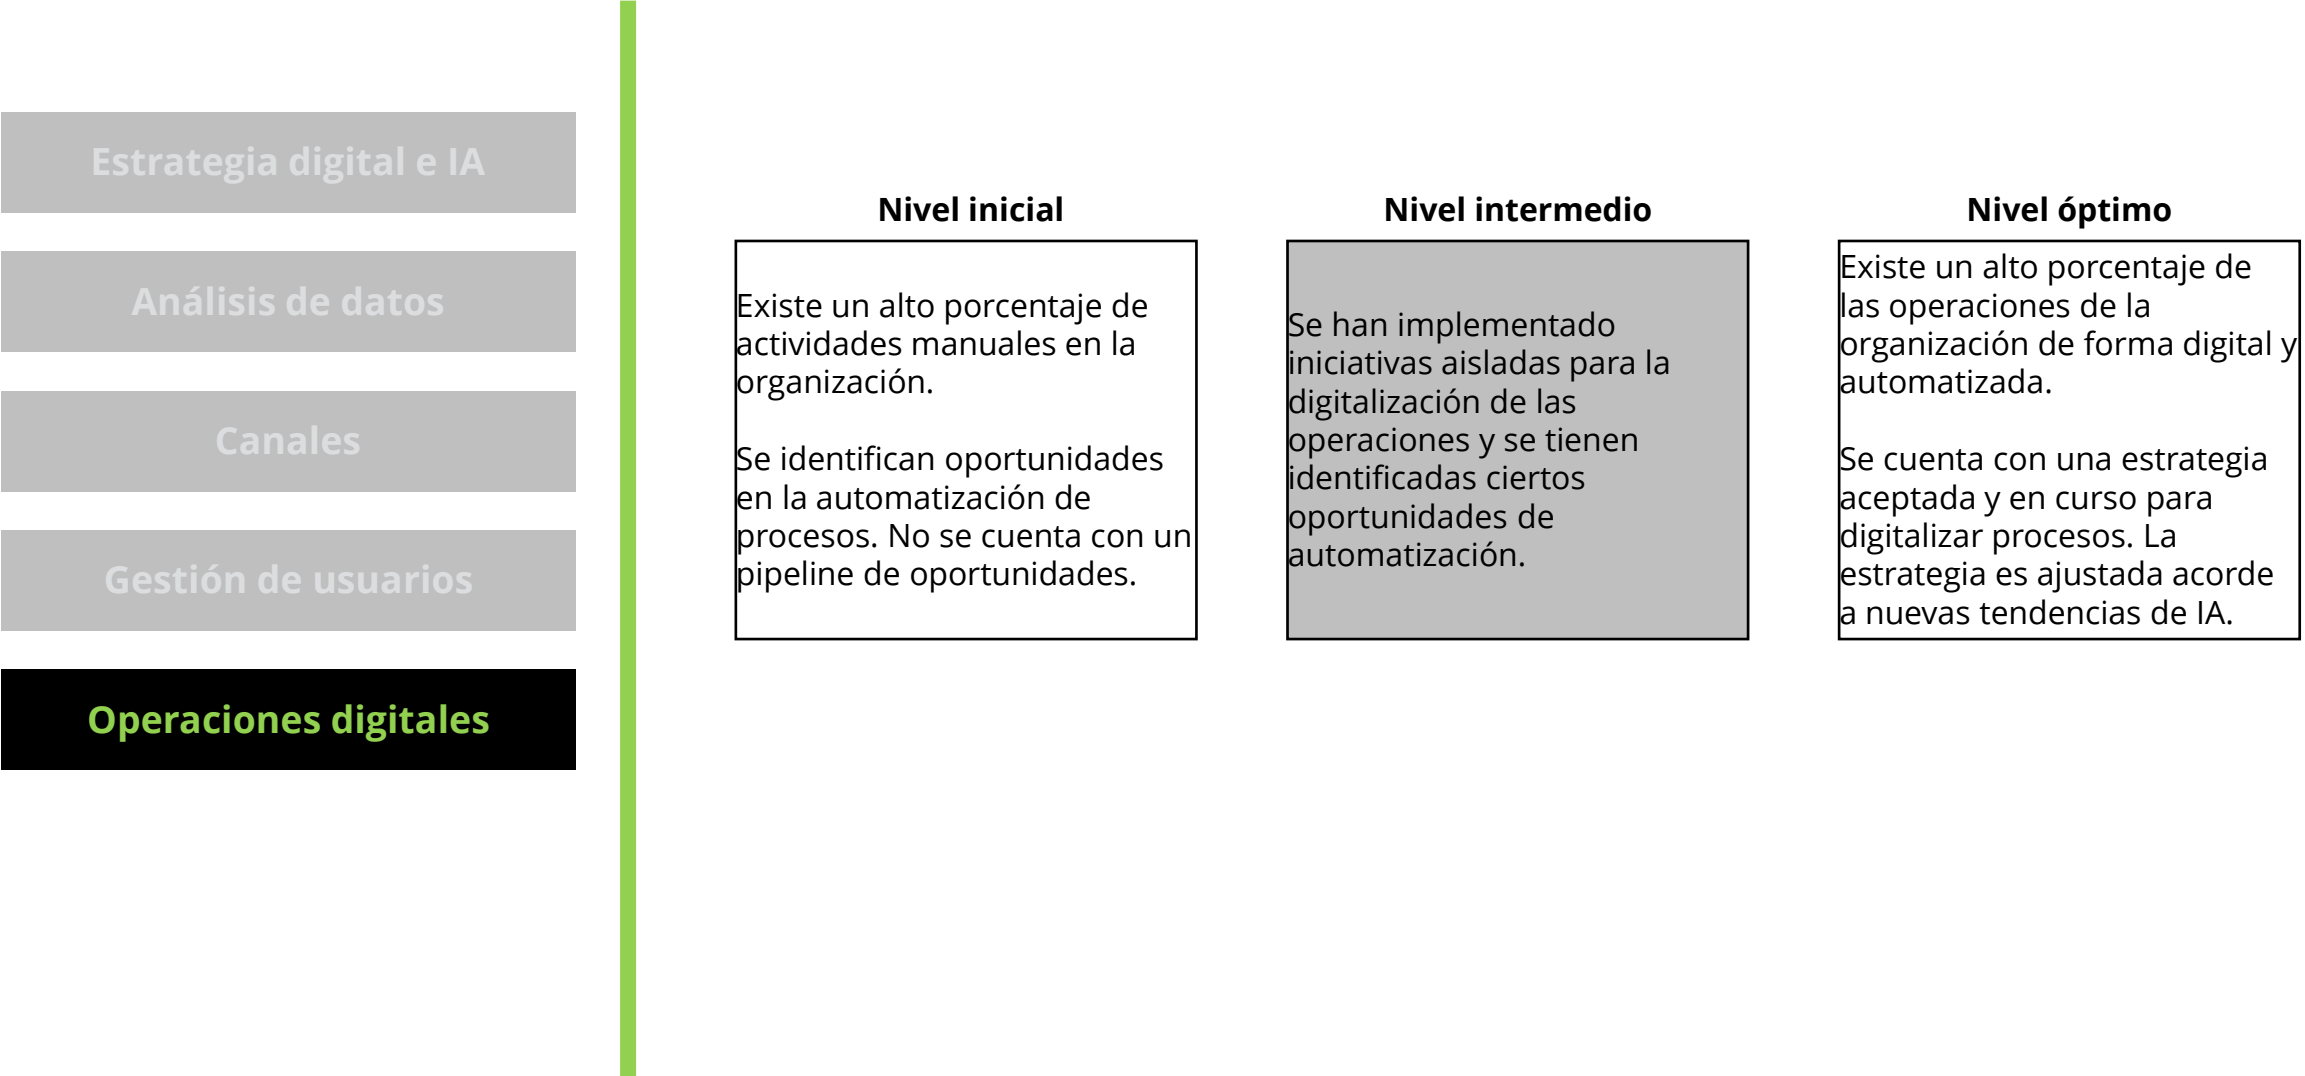 Estrategia digital e IA
Análisis de datos
Canales
Gestión de usuarios
Operaciones digitales
Nivel inicial
Existe un alto porcentaje de
actividades manuales en la
organización.
Se identifican oportunidades
en la automatización de
procesos. No se cuenta con un
pipeline de oportunidades.
Nivel intermedio
Se han implementado
iniciativas aisladas para la
digitalización de las
operaciones y se tienen
identificadas ciertos
oportunidades de
automatización.
Nivel óptimo
Existe un alto porcentaje de
las operaciones de la
organización de forma digital y
automatizada.
Se cuenta con una estrategia
aceptada y en curso para
digitalizar procesos. La
estrategia es ajustada acorde
a nuevas tendencias de IA.